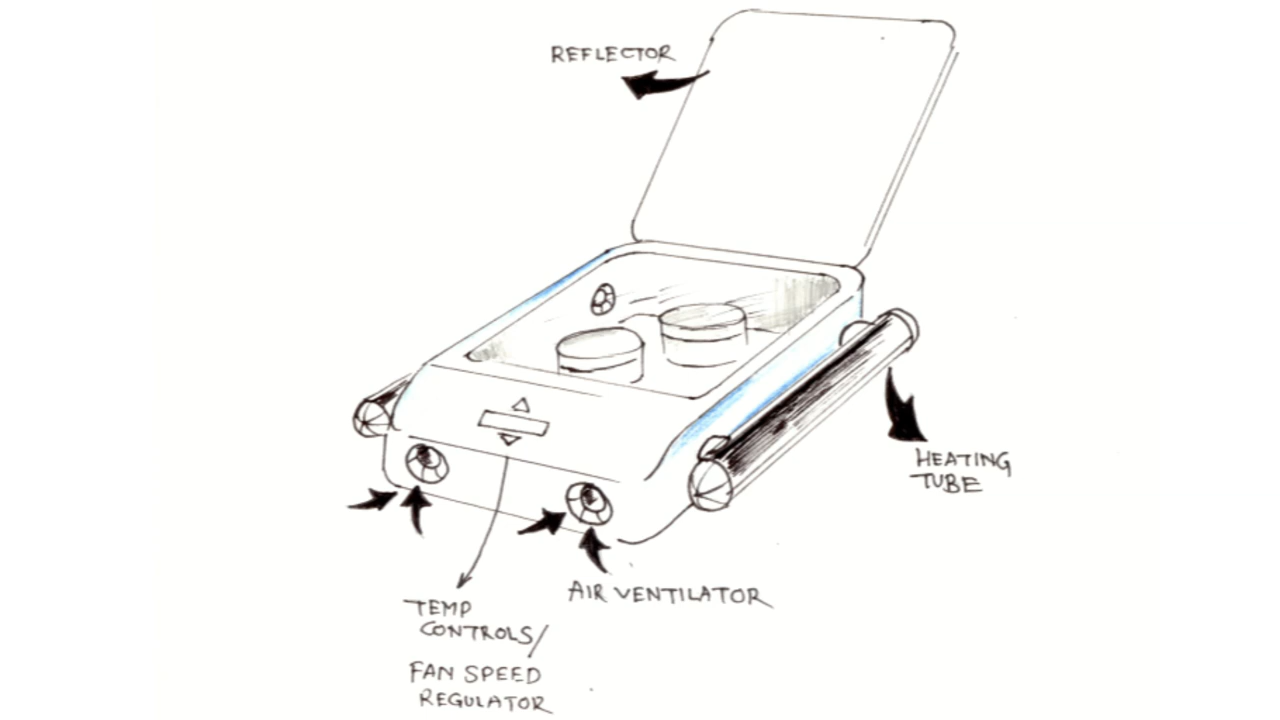 REFLECTOR
HEATING
TUBE
AIR VENTILATOR
TEMP
CONTROLS/
FAN SPEED
REGULATOR